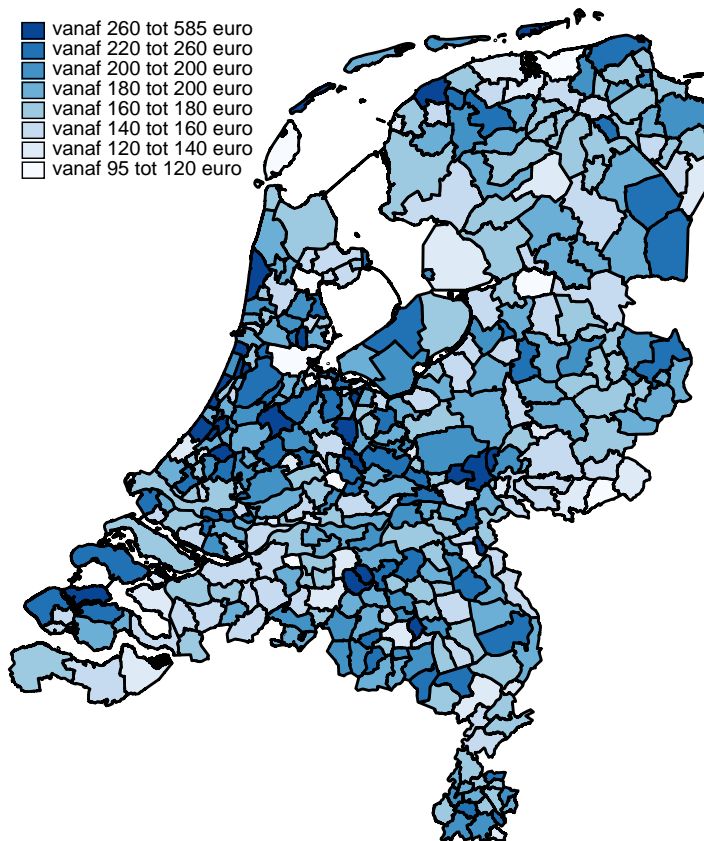 vanaf 260 tot 585 euro
vanaf 220 tot 260 euro
vanaf 200 tot 200 euro
vanaf 180 tot 200 euro
vanaf 160 tot 180 euro
vanaf 140 tot 160 euro
vanaf 120 tot 140 euro
vanaf 95 tot 120 euro